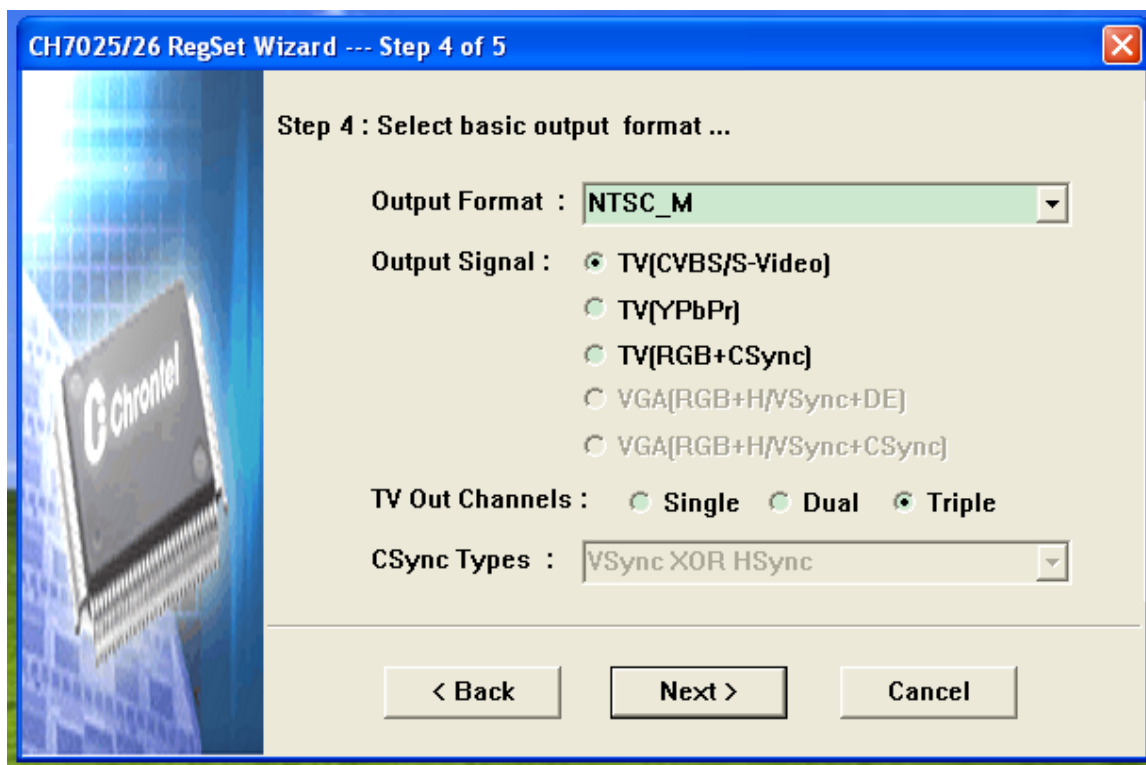 CH7025/26 RegSet Wizard --- Step 4 of 5
Step 4 : Select basic output format ...
Output Format : NTSC_M
Output Signal : TV(CVBS/S-Video)
TV(YPbPr)
TV(RGB+CSync)
VGA(RGB+H/VSync+DE)
VGA(RGB+H/VSync+CSync)
TV Out Channels : Single Dual Triple
CSync Types : VSync XOR HSync
< Back Next > Cancel
Chrontel